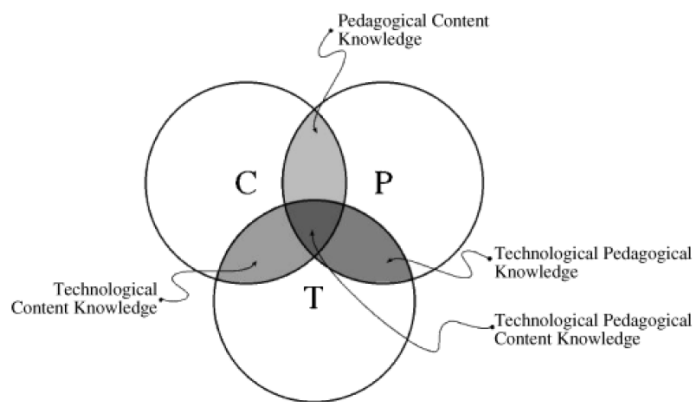 Pedagogical Content
Knowledge
C
P
Technological Pedagogical
Knowledge
Technological
Content Knowledge
T
Technological Pedagogical
Content Knowledge